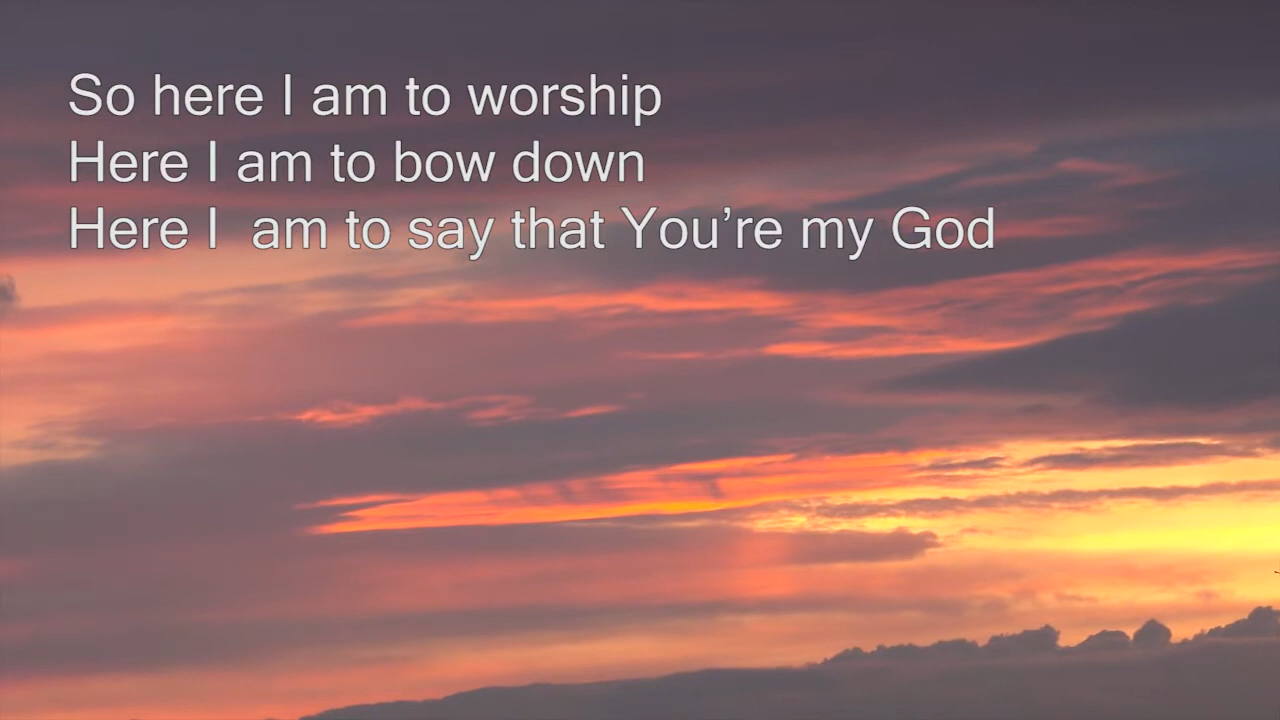 So here I am to worship
Here I am to bow down
Here I  am to say that You’re my God